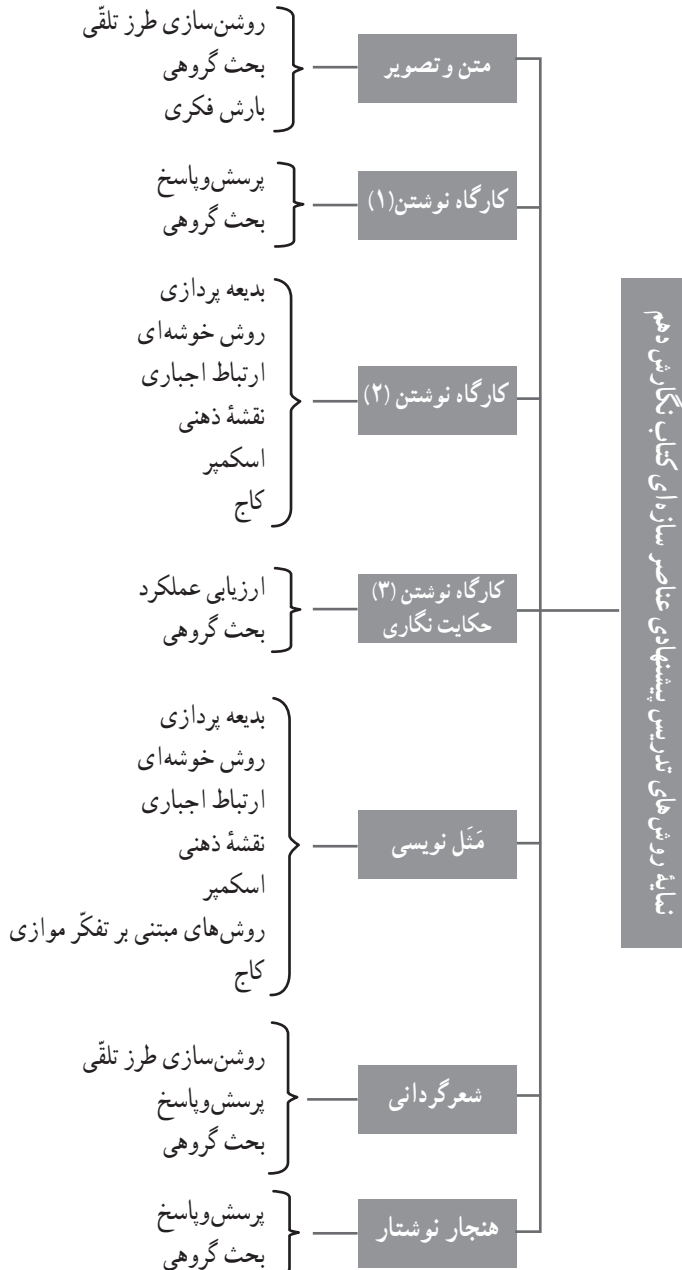 نمایهٔ روش‌های تدریس پیشنهادی عناصر سازه‌ای کتاب نگارش دهم
متن و تصویر
روشن‌سازی طرز تلقّی
بحث گروهی
بارش فکری
کارگاه نوشتن(۱)
پرسش‌وپاسخ
بحث گروهی
کارگاه نوشتن (۲)
بدیعه پردازی
روش خوشه‌ای
ارتباط اجباری
نقشهٔ ذهنی
اسکمپر
کاج
کارگاه نوشتن (۳)
حکایت نگاری
ارزیابی عملکرد
بحث گروهی
مَثَل نویسی
بدیعه پردازی
روش خوشه‌ای
ارتباط اجباری
نقشهٔ ذهنی
اسکمپر
روش‌های مبتنی بر تفکّر موازی
کاج
شعرگردانی
روشن‌سازی طرز تلقّی
پرسش‌وپاسخ
بحث گروهی
هنجار نوشتار
پرسش‌وپاسخ
بحث گروهی